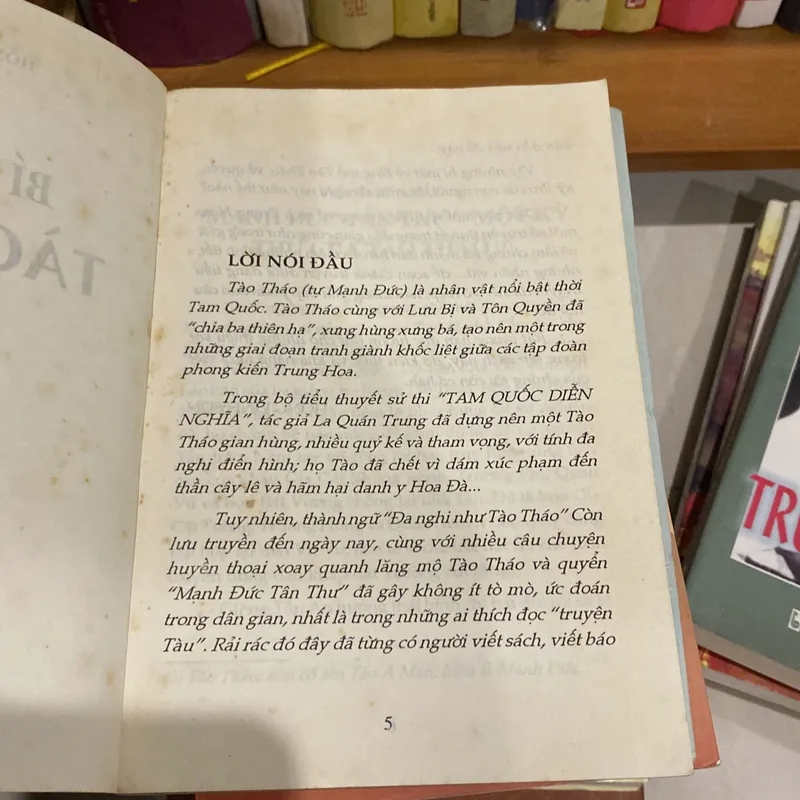 LỜI NÓI ĐẦU
Tào Tháo (tự Mạnh Đức) là nhân vật nổi bật thời
Tam Quốc. Tào Tháo cùng với Lưu Bị và Tôn Quyền đã
“chia ba thiên hạ”, xưng hùng xưng bá, tạo nên một trong
những giai đoạn tranh giành khốc liệt giữa các tập đoàn
phong kiến Trung Hoa.
Trong bộ tiểu thuyết sử thi “TAM QUỐC DIỄN
NGHĨA”, tác giả La Quán Trung đã dựng nên một Tào
Tháo gian hùng, nhiều quỷ kế và tham vọng, với tính đa
nghi điển hình; họ Tào đã chết vì dám xúc phạm đến
thần cây lê và hãm hại danh y Hoa Đà...
Tuy nhiên, thành ngữ “Đa nghi như Tào Tháo” Còn
lưu truyền đến ngày nay, cùng với nhiều câu chuyện
huyền thoại xoay quanh lăng mộ Tào Tháo và quyển
“Mạnh Đức Tân Thư” đã gây không ít tò mò, ức đoán
trong dân gian, nhất là trong những ai thích đọc “truyện
Tàu”. Rải rác đó đây đã từng có người viết sách, viết báo
5
TRU